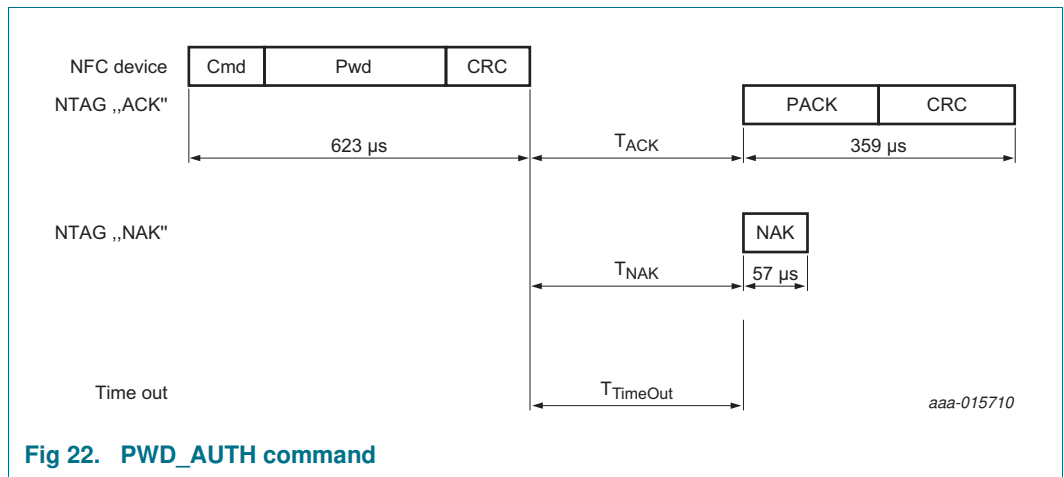 NFC device Cmd Pwd CRC
NTAG ,,ACK" PACK CRC
623 µs TACK 359 µs
NTAG ,,NAK" NAK
TNAK 57 µs
Time out TTimeOut
aaa-015710
Fig 22. PWD_AUTH command